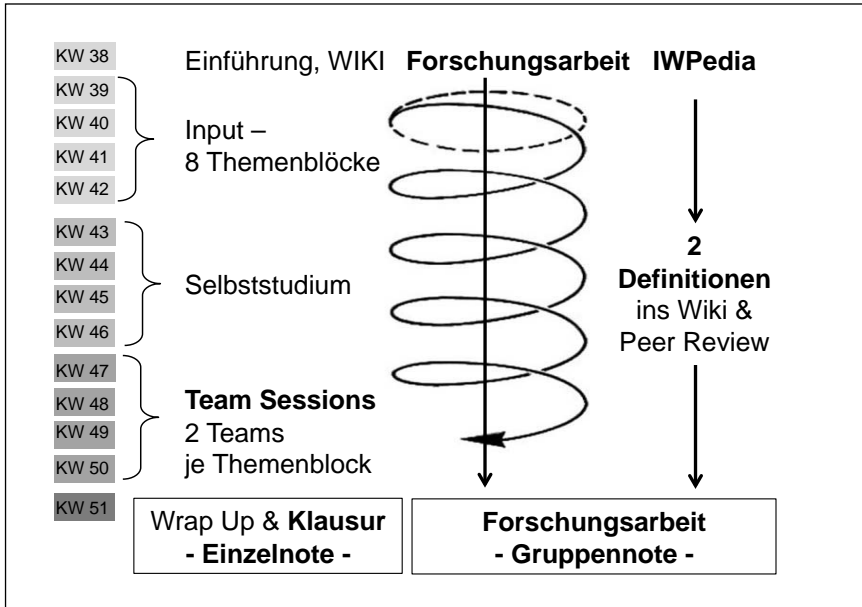 KW 38
Einführung, WIKI
Forschungsarbeit
IWPedia
KW 39
KW 40
KW 41
KW 42
Input –
8 Themenblöcke
KW 43
KW 44
KW 45
KW 46
Selbststudium
2
Definitionen
ins Wiki &
Peer Review
KW 47
KW 48
KW 49
KW 50
Team Sessions
2 Teams
je Themenblock
KW 51
Wrap Up & Klausur
- Einzelnote -
Forschungsarbeit
- Gruppennote -